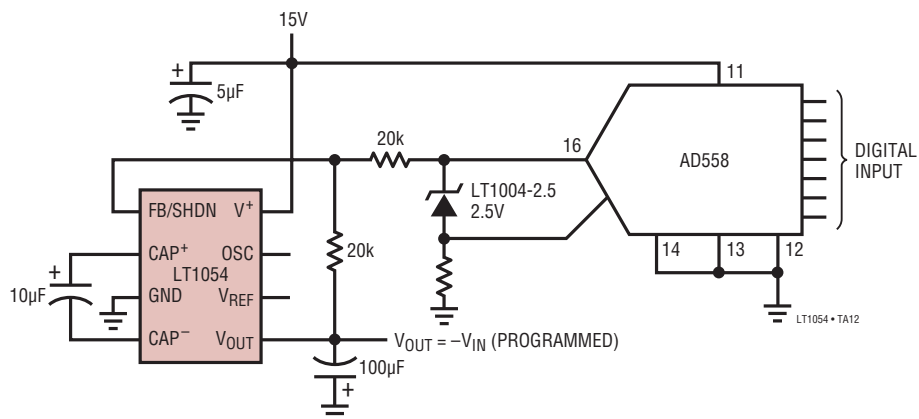 15V
+
5µF
11
20k
16
AD558
DIGITAL
INPUT
LT1004-2.5
2.5V
FB/SHDN V+
CAP+ OSC
LT1054
GND VREF
CAP− VOUT
+
10µF
20k
14 13 12
LT1054 • TA12
VOUT = –VIN (PROGRAMMED)
100µF
+